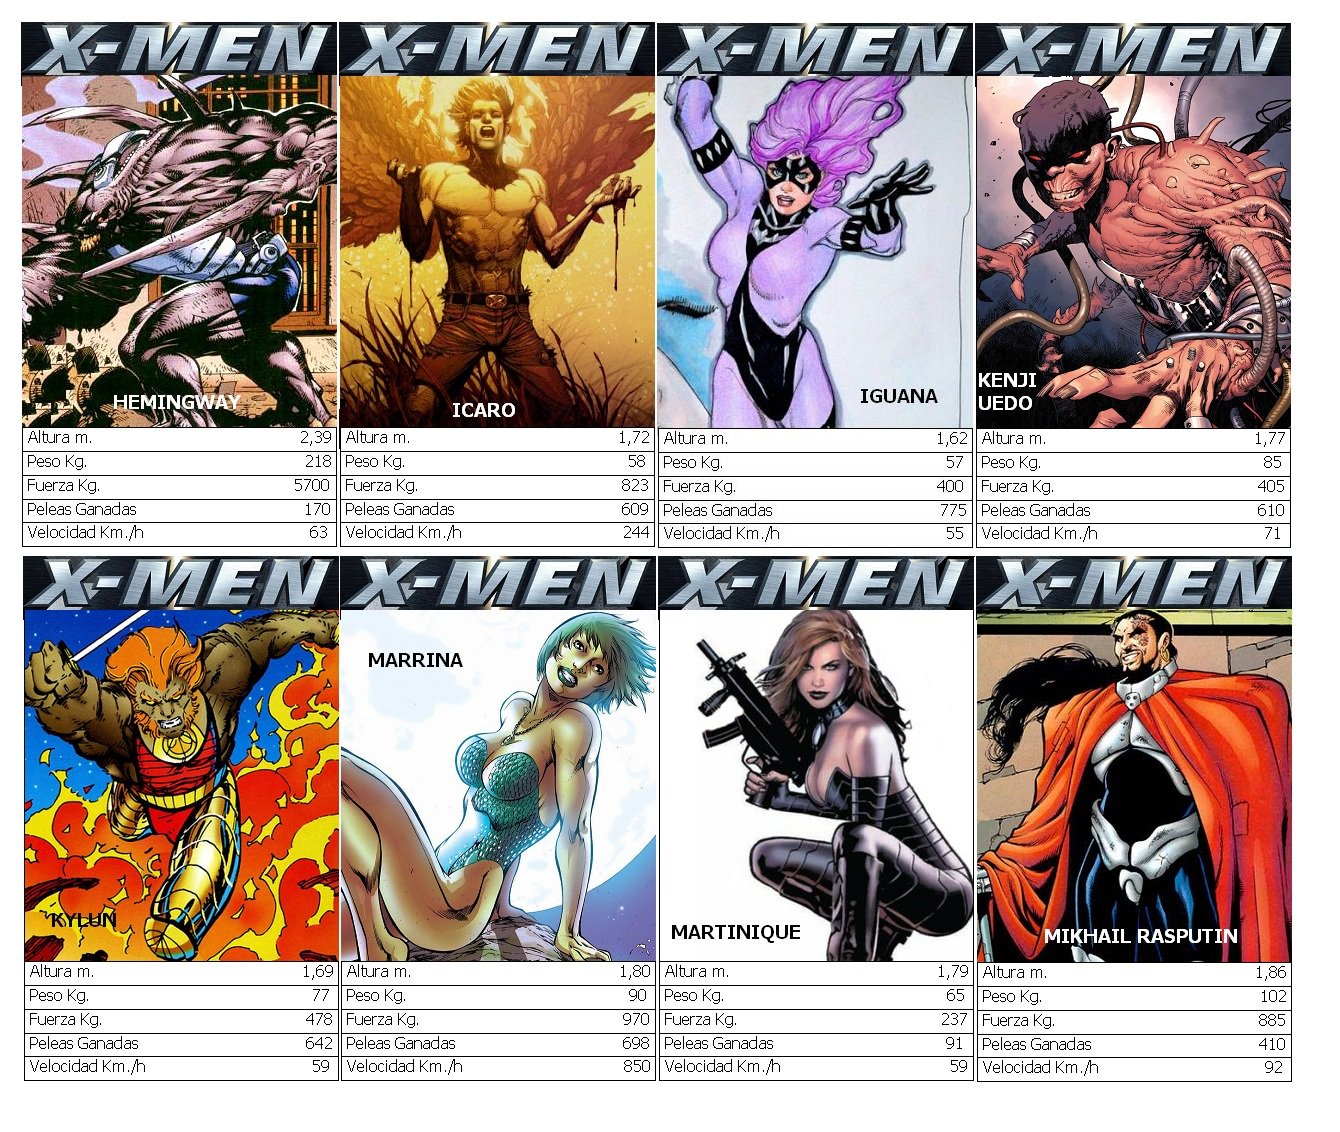 X-MEN
HEMINGWAY
Altura m. 2,39
Peso Kg. 218
Fuerza Kg. 5700
Peleas Ganadas 170
Velocidad Km./h 63
X-MEN
ICARO
Altura m. 1,72
Peso Kg. 58
Fuerza Kg. 823
Peleas Ganadas 609
Velocidad Km./h 244
X-MEN
IGUANA
Altura m. 1,62
Peso Kg. 57
Fuerza Kg. 400
Peleas Ganadas 775
Velocidad Km./h 55
X-MEN
KENJI
UEDO
Altura m. 1,77
Peso Kg. 85
Fuerza Kg. 405
Peleas Ganadas 610
Velocidad Km./h 71
X-MEN
KYLUN
Altura m. 1,69
Peso Kg. 77
Fuerza Kg. 478
Peleas Ganadas 642
Velocidad Km./h 59
X-MEN
MARRINA
Altura m. 1,80
Peso Kg. 90
Fuerza Kg. 970
Peleas Ganadas 698
Velocidad Km./h 850
X-MEN
MARTINIQUE
Altura m. 1,79
Peso Kg. 65
Fuerza Kg. 237
Peleas Ganadas 91
Velocidad Km./h 59
X-MEN
MIKHAIL RASPUTIN
Altura m. 1,86
Peso Kg. 102
Fuerza Kg. 885
Peleas Ganadas 410
Velocidad Km./h 92